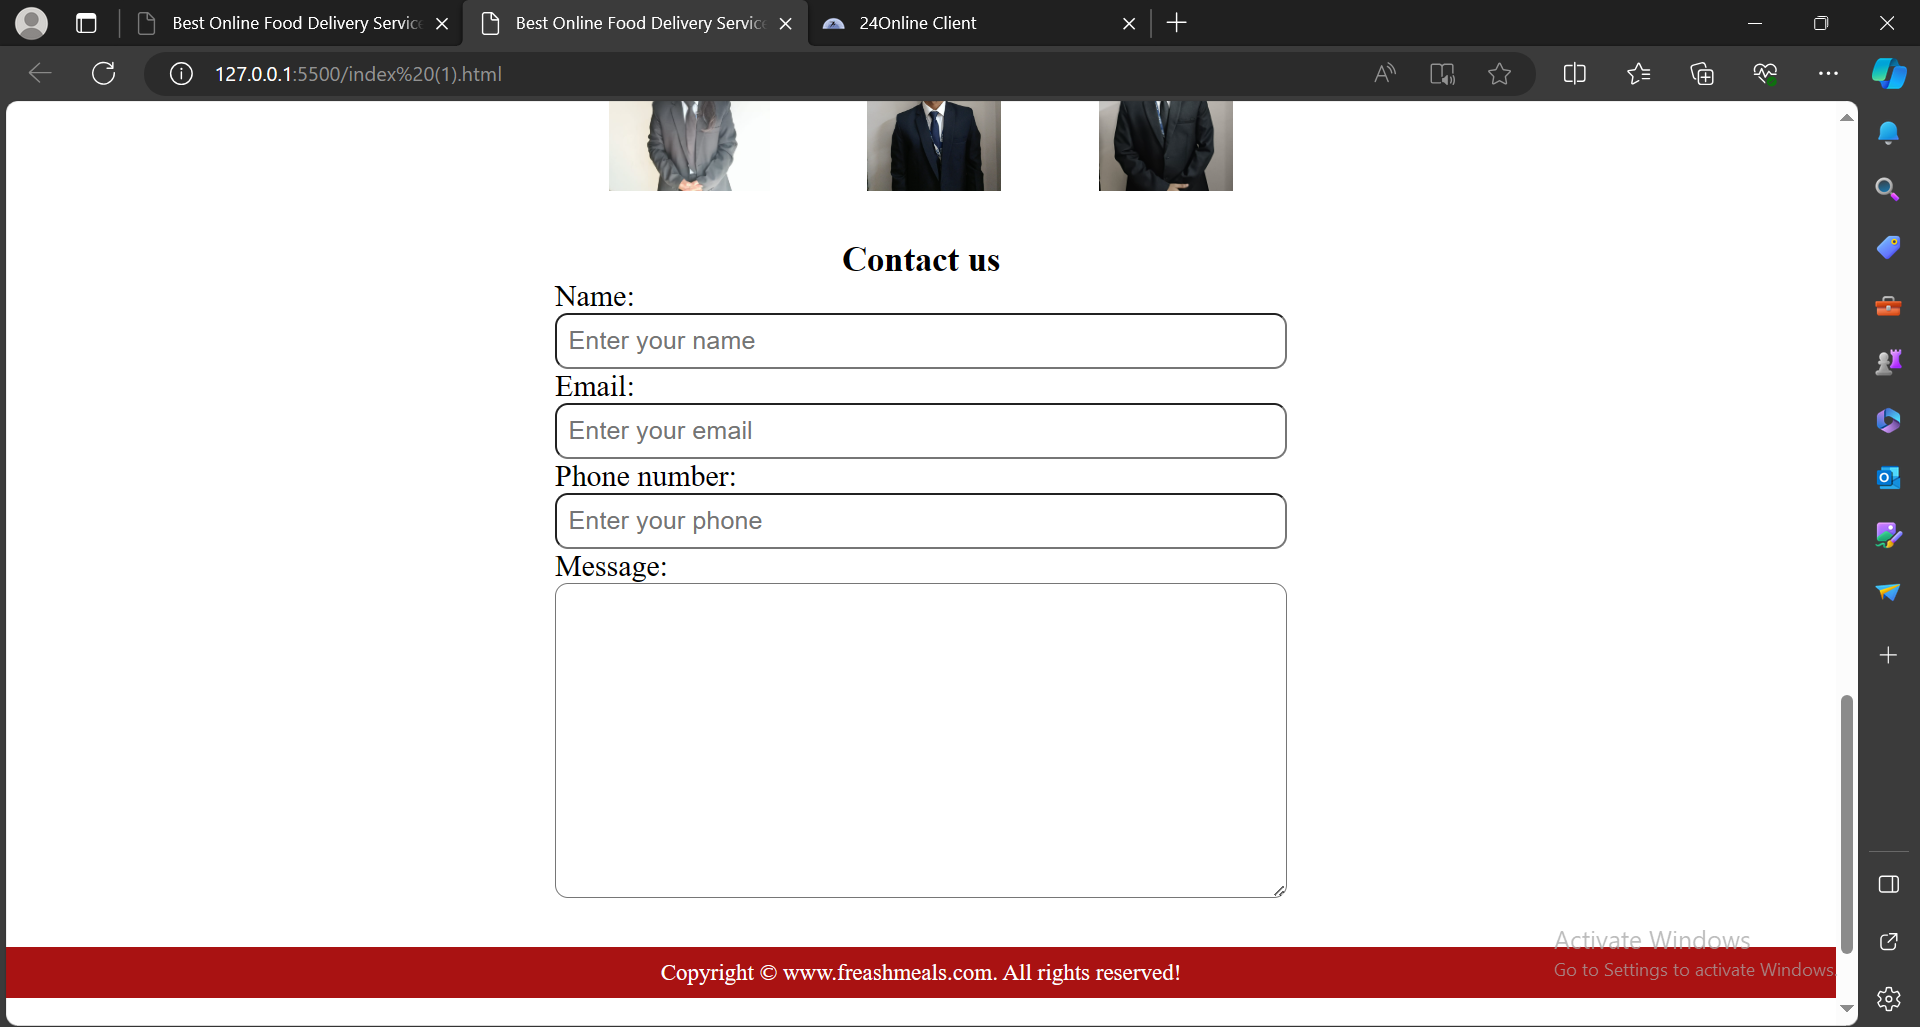 Best Online Food Delivery Service
Best Online Food Delivery Service
24Online Client
127.0.0.1:5500/index%20(1).html
Contact us
Name:
Enter your name
Email:
Enter your email
Phone number:
Enter your phone
Message:
Activate Windows
Go to Settings to activate Windows.
Copyright © www.freashmeals.com. All rights reserved!